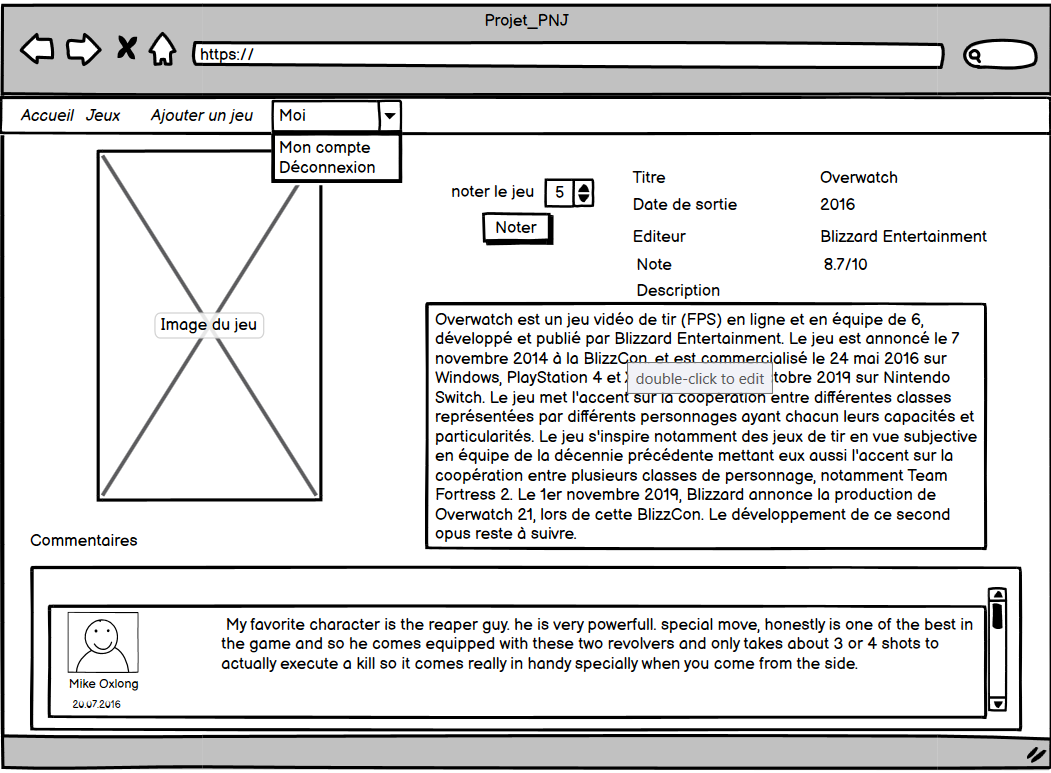 Projet_PNJ
https://
Accueil Jeux Ajouter un jeu Moi
Mon compte
Déconnexion
noter le jeu 5
Noter
Titre Overwatch
Date de sortie 2016
Editeur Blizzard Entertainment
Note 8.7/10
Description
Image du jeu
Overwatch est un jeu vidéo de tir (FPS) en ligne et en équipe de 6,
développé et publié par Blizzard Entertainment. Le jeu est annoncé le 7
novembre 2014 à la BlizzCon, et est commercialisé le 24 mai 2016 sur
Windows, PlayStation 4 et tobre 2019 sur Nintendo
double-click to edit
Switch. Le jeu met l'accent sur la coopération entre différentes classes
représentées par différents personnages ayant chacun leurs capacités et
particularités. Le jeu s'inspire notamment des jeux de tir en vue subjective
en équipe de la décennie précédente mettant eux aussi l'accent sur la
coopération entre plusieurs classes de personnage, notamment Team
Fortress 2. Le 1er novembre 2019, Blizzard annonce la production de
Overwatch 21, lors de cette BlizzCon. Le développement de ce second
opus reste à suivre.
Commentaires
My favorite character is the reaper guy. he is very powerfull. special move, honestly is one of the best in
the game and so he comes equipped with these two revolvers and only takes about 3 or 4 shots to
actually execute a kill so it comes really in handy specially when you come from the side.
Mike Oxlong
20.07.2016